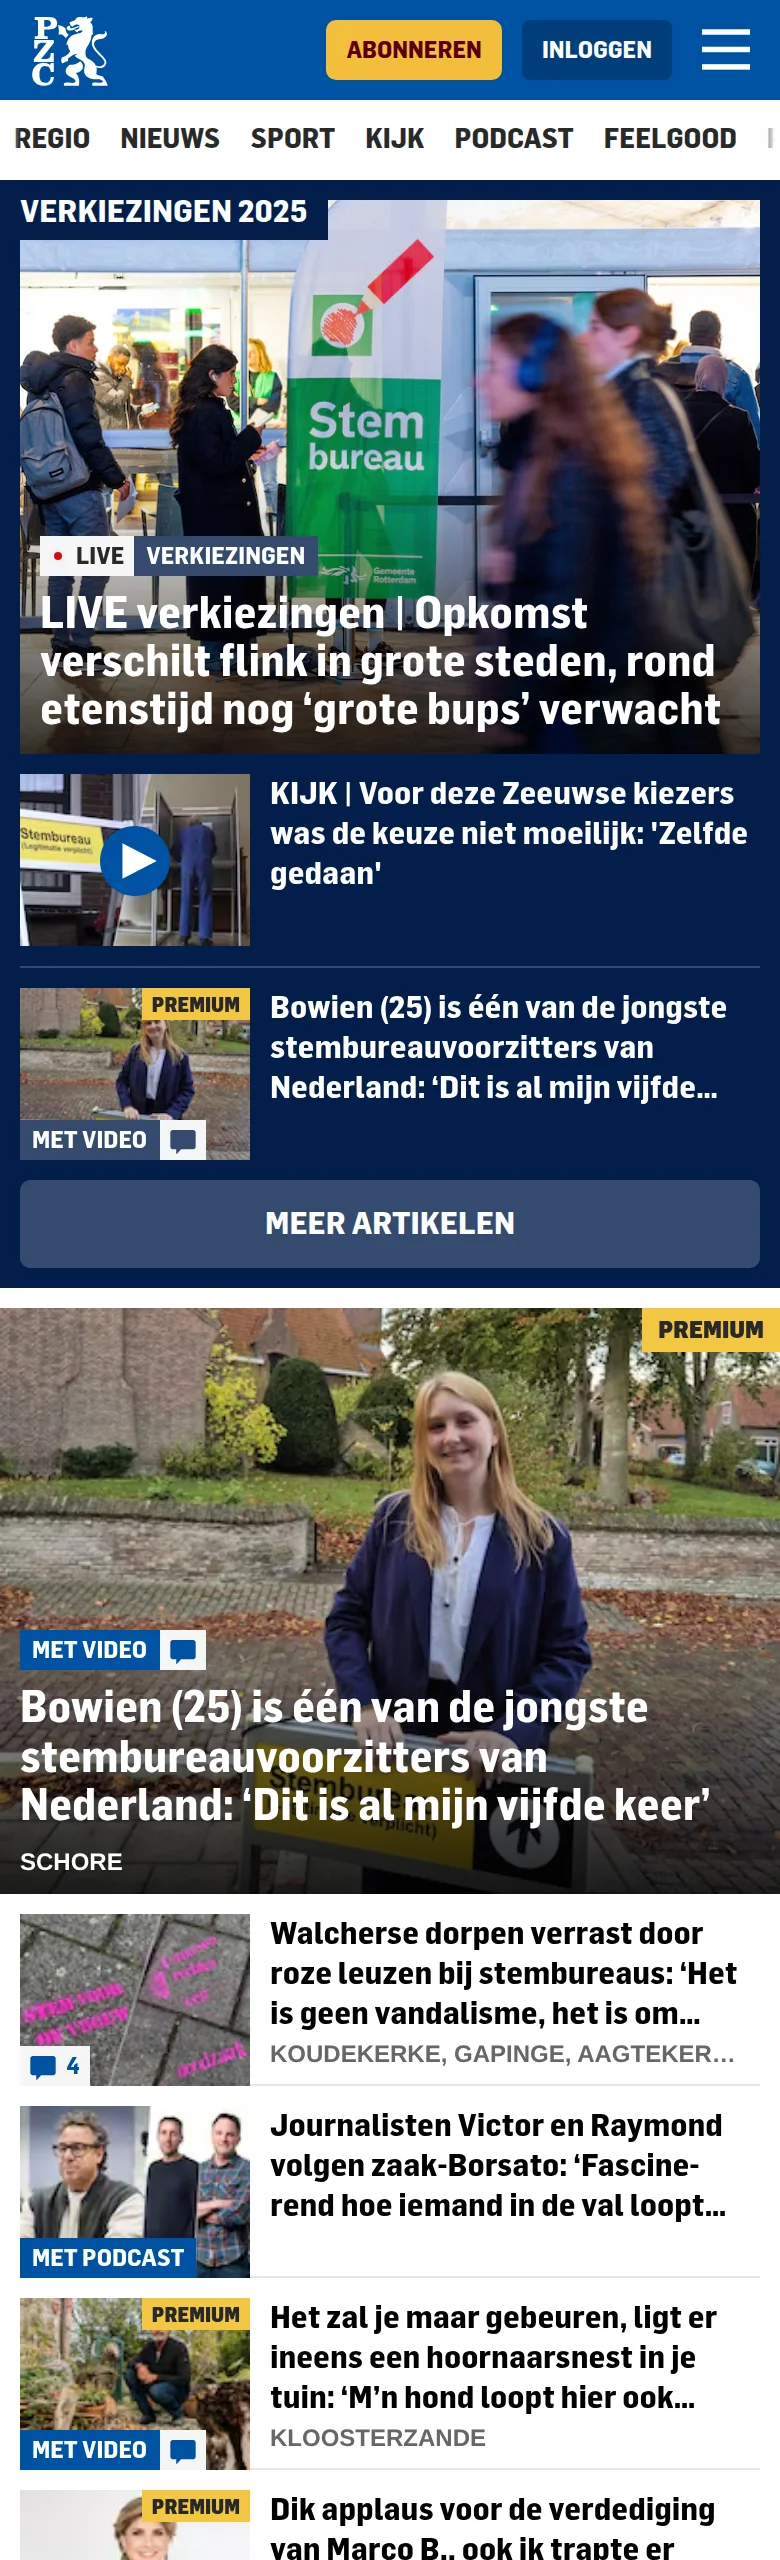 PZC
ABONNEREN
INLOGGEN
REGIO NIEUWS SPORT KIJK PODCAST FEELGOOD
VERKIEZINGEN 2025
Stem
bureau
Gemeente
Rotterdam
LIVE VERKIEZINGEN
LIVE verkiezingen | Opkomst
verschilt flink in grote steden, rond
etenstijd nog ‘grote bups’ verwacht
Stembureau
(Legitimatie verplicht)
KIJK | Voor deze Zeeuwse kiezers
was de keuze niet moeilijk: 'Zelfde
gedaan'
PREMIUM
MET VIDEO
Bowien (25) is één van de jongste
stembureauvoorzitters van
Nederland: ‘Dit is al mijn vijfde...
MEER ARTIKELEN
PREMIUM
MET VIDEO
Bowien (25) is één van de jongste
stembureauvoorzitters van
Nederland: ‘Dit is al mijn vijfde keer’
SCHORE
4
Walcherse dorpen verrast door
roze leuzen bij stembureaus: ‘Het
is geen vandalisme, het is om...
KOUDEKERKE, GAPINGE, AAGTEKER...
MET PODCAST
Journalisten Victor en Raymond
volgen zaak-Borsato: ‘Fascine-
rend hoe iemand in de val loopt...
PREMIUM
MET VIDEO
Het zal je maar gebeuren, ligt er
ineens een hoornaarsnest in je
tuin: ‘M’n hond loopt hier ook...
KLOOSTERZANDE
PREMIUM
Dik applaus voor de verdediging
van Marco B., ook ik trapte er